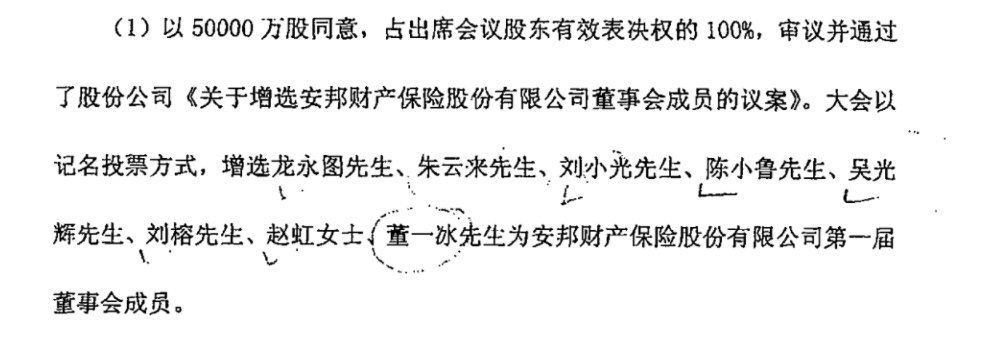 （1）以 50000 万股同意，占出席会议股东有效表决权的 100%，审议并通过
了股份公司《关于增选安邦财产保险股份有限公司董事会成员的议案》。大会以
记名投票方式，增选龙永图先生、朱云来先生、刘小光先生、陈小鲁先生、吴光
辉先生、刘榕先生、赵虹女士、董一冰先生为安邦财产保险股份有限公司第一届
董事会成员。